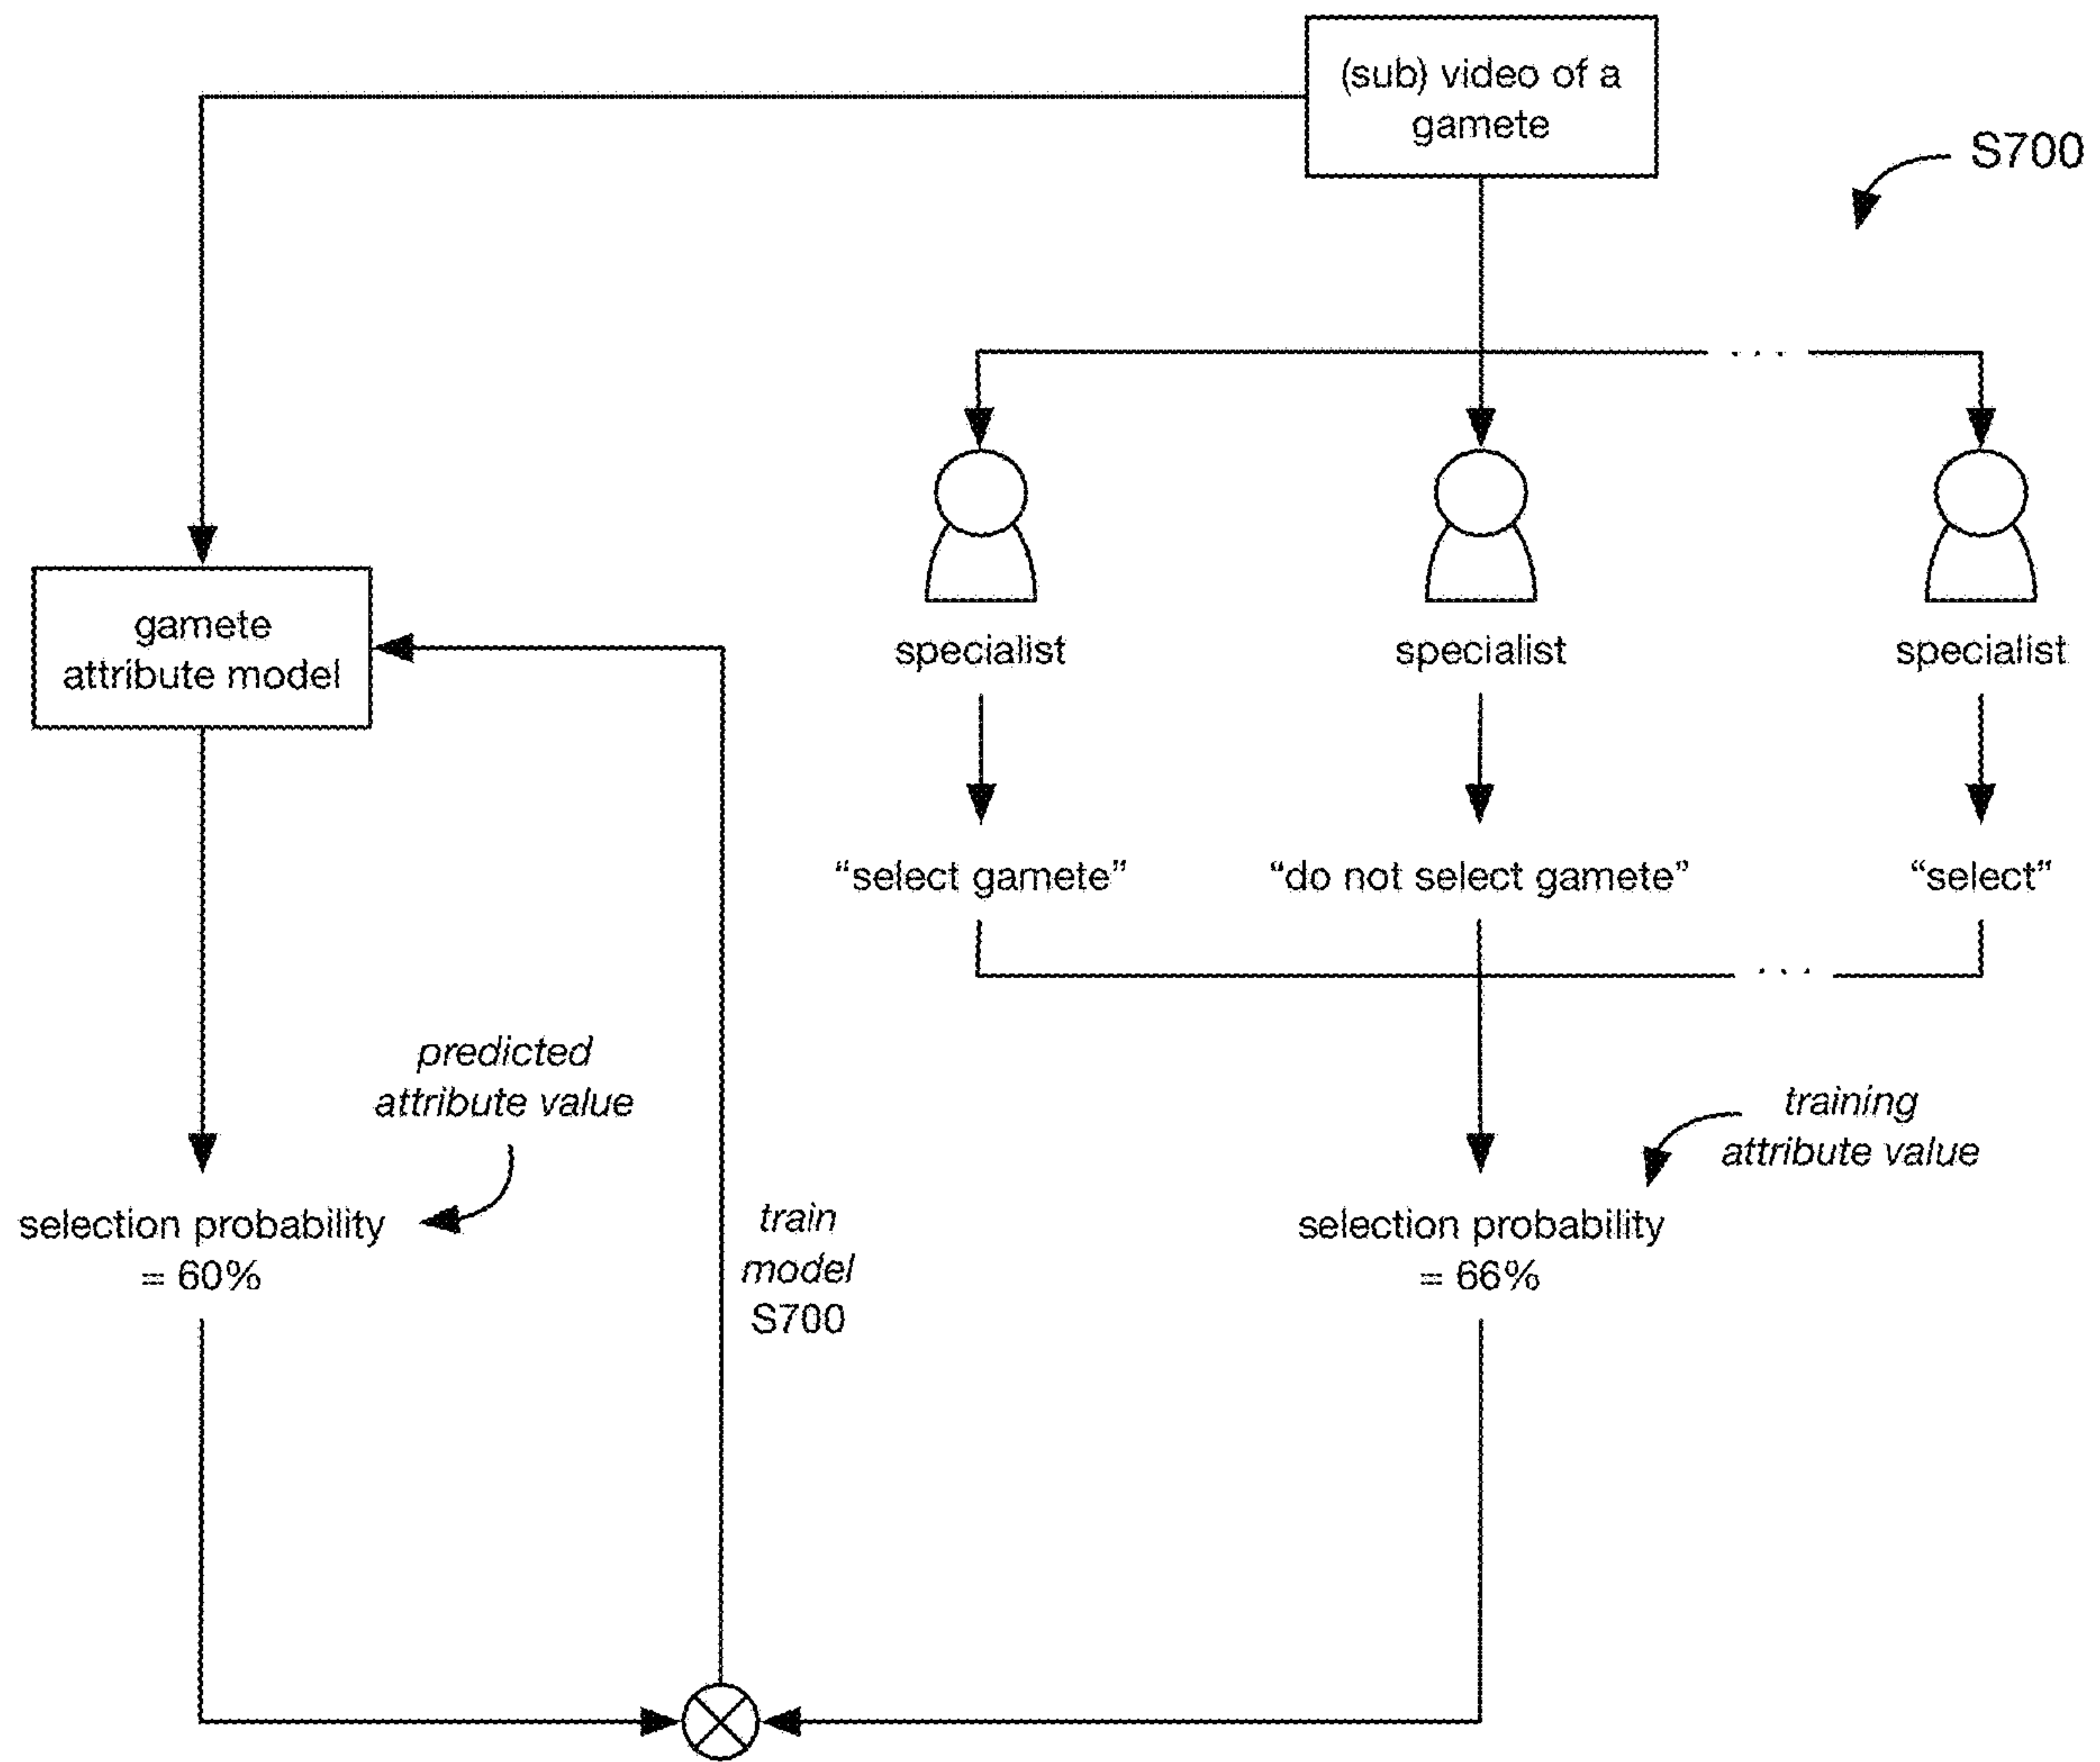 (sub) video of a
gamete
S700
gamete
attribute model
specialist
specialist
specialist
“select gamete”
“do not select gamete”
“select”
predicted
attribute value
training
attribute value
selection probability
= 60%
train
model
S700
selection probability
= 66%